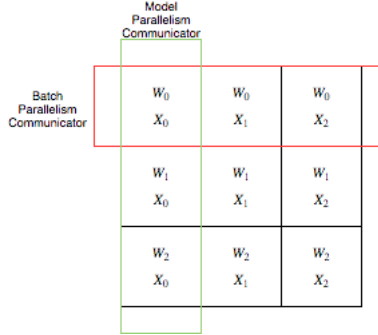 Model
Parallelism
Communicator
Batch
Parallelism
Communicator
W₀ W₀ W₀
X₀ X₁ X₂
W₁ W₁ W₁
X₀ X₁ X₂
W₂ W₂ W₂
X₀ X₁ X₂